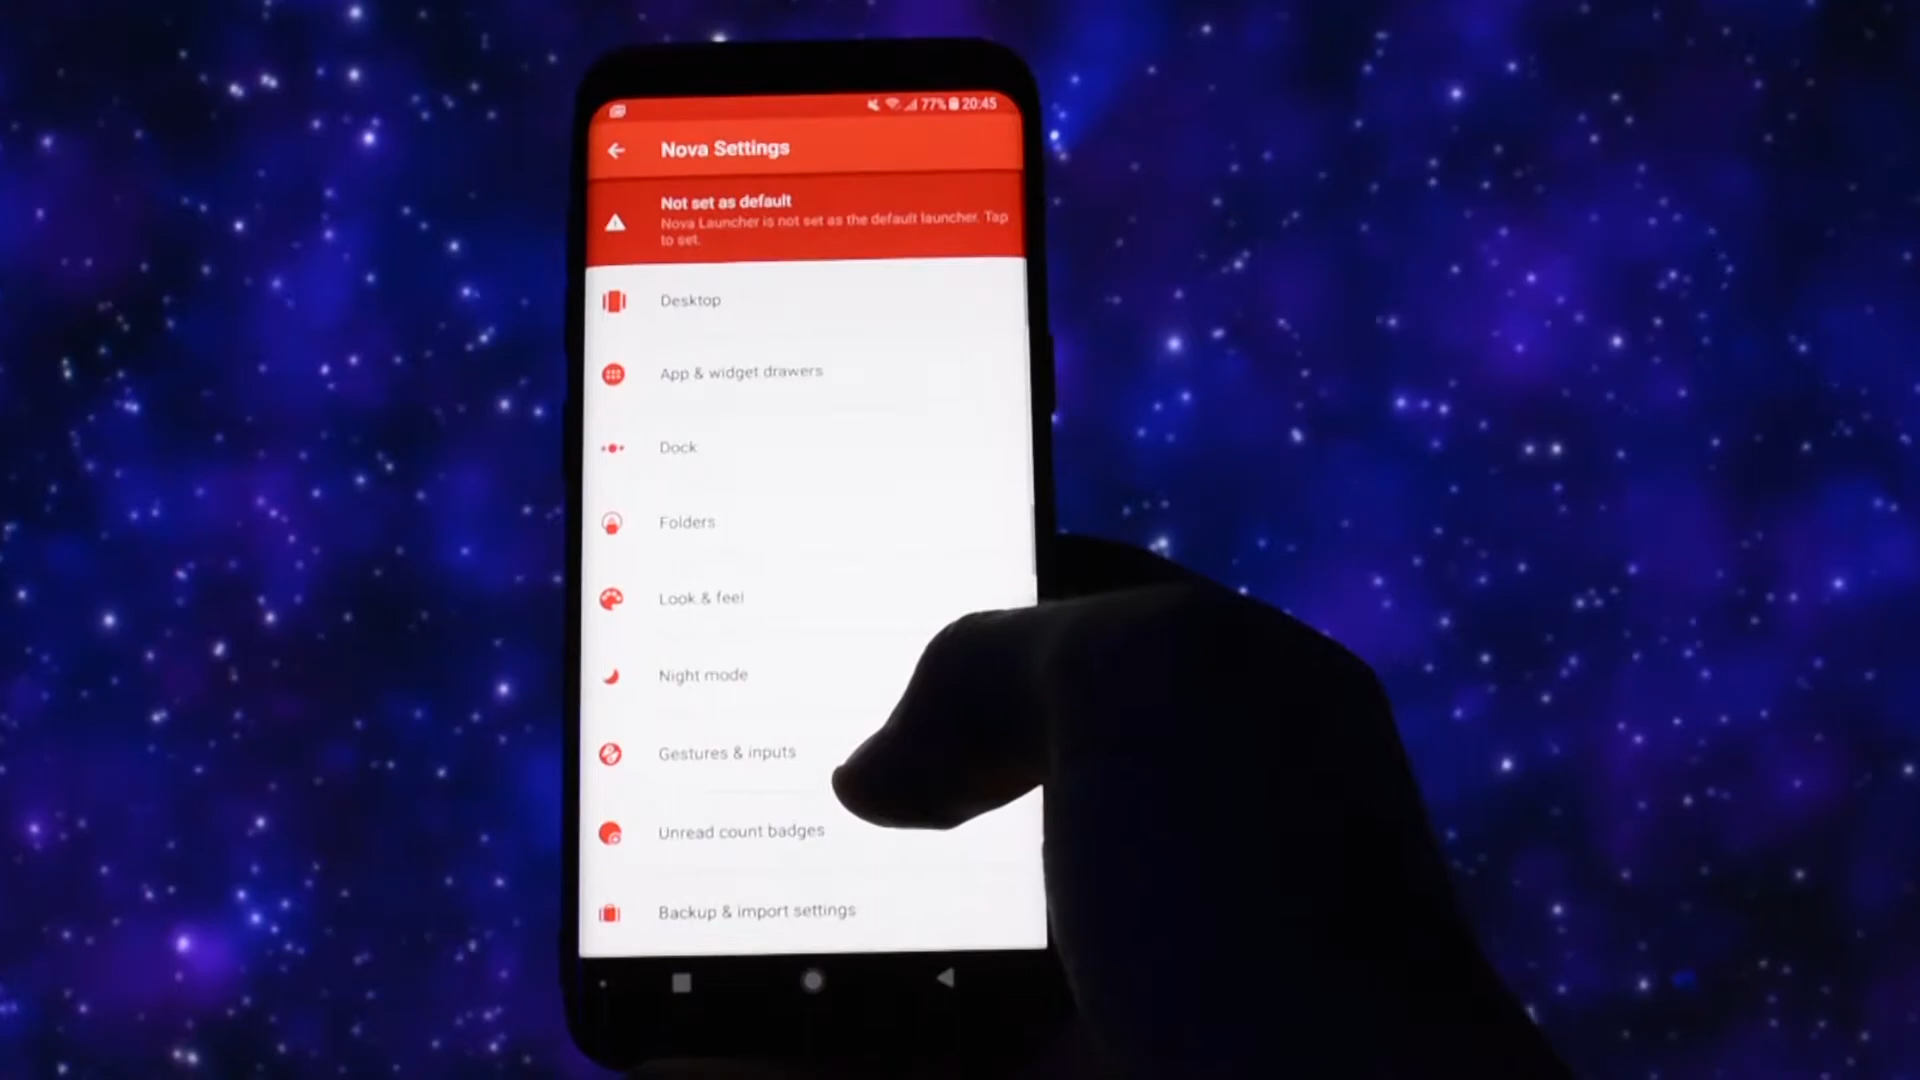 77% 20:45
Nova Settings
Not set as default
Nova Launcher is not set as the default launcher. Tap
to set.
Desktop
App & widget drawers
Dock
Folders
Look & feel
Night mode
Gestures & inputs
Unread count badges
Backup & import settings